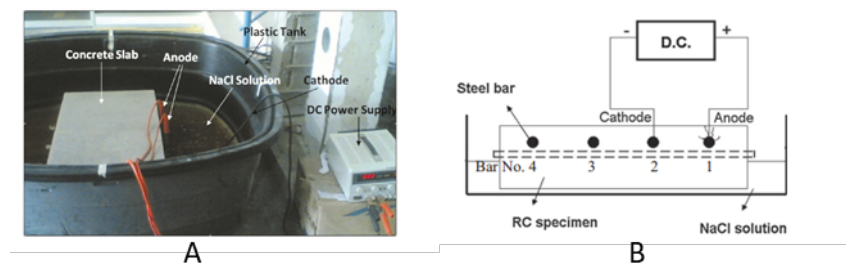 Plastic Tank
Concrete Slab
Anode
NaCl Solution
Cathode
DC Power Supply
A
- D.C. +
Steel bar
Cathode
Anode
Bar No. 4 3 2 1
RC specimen
NaCl solution
B